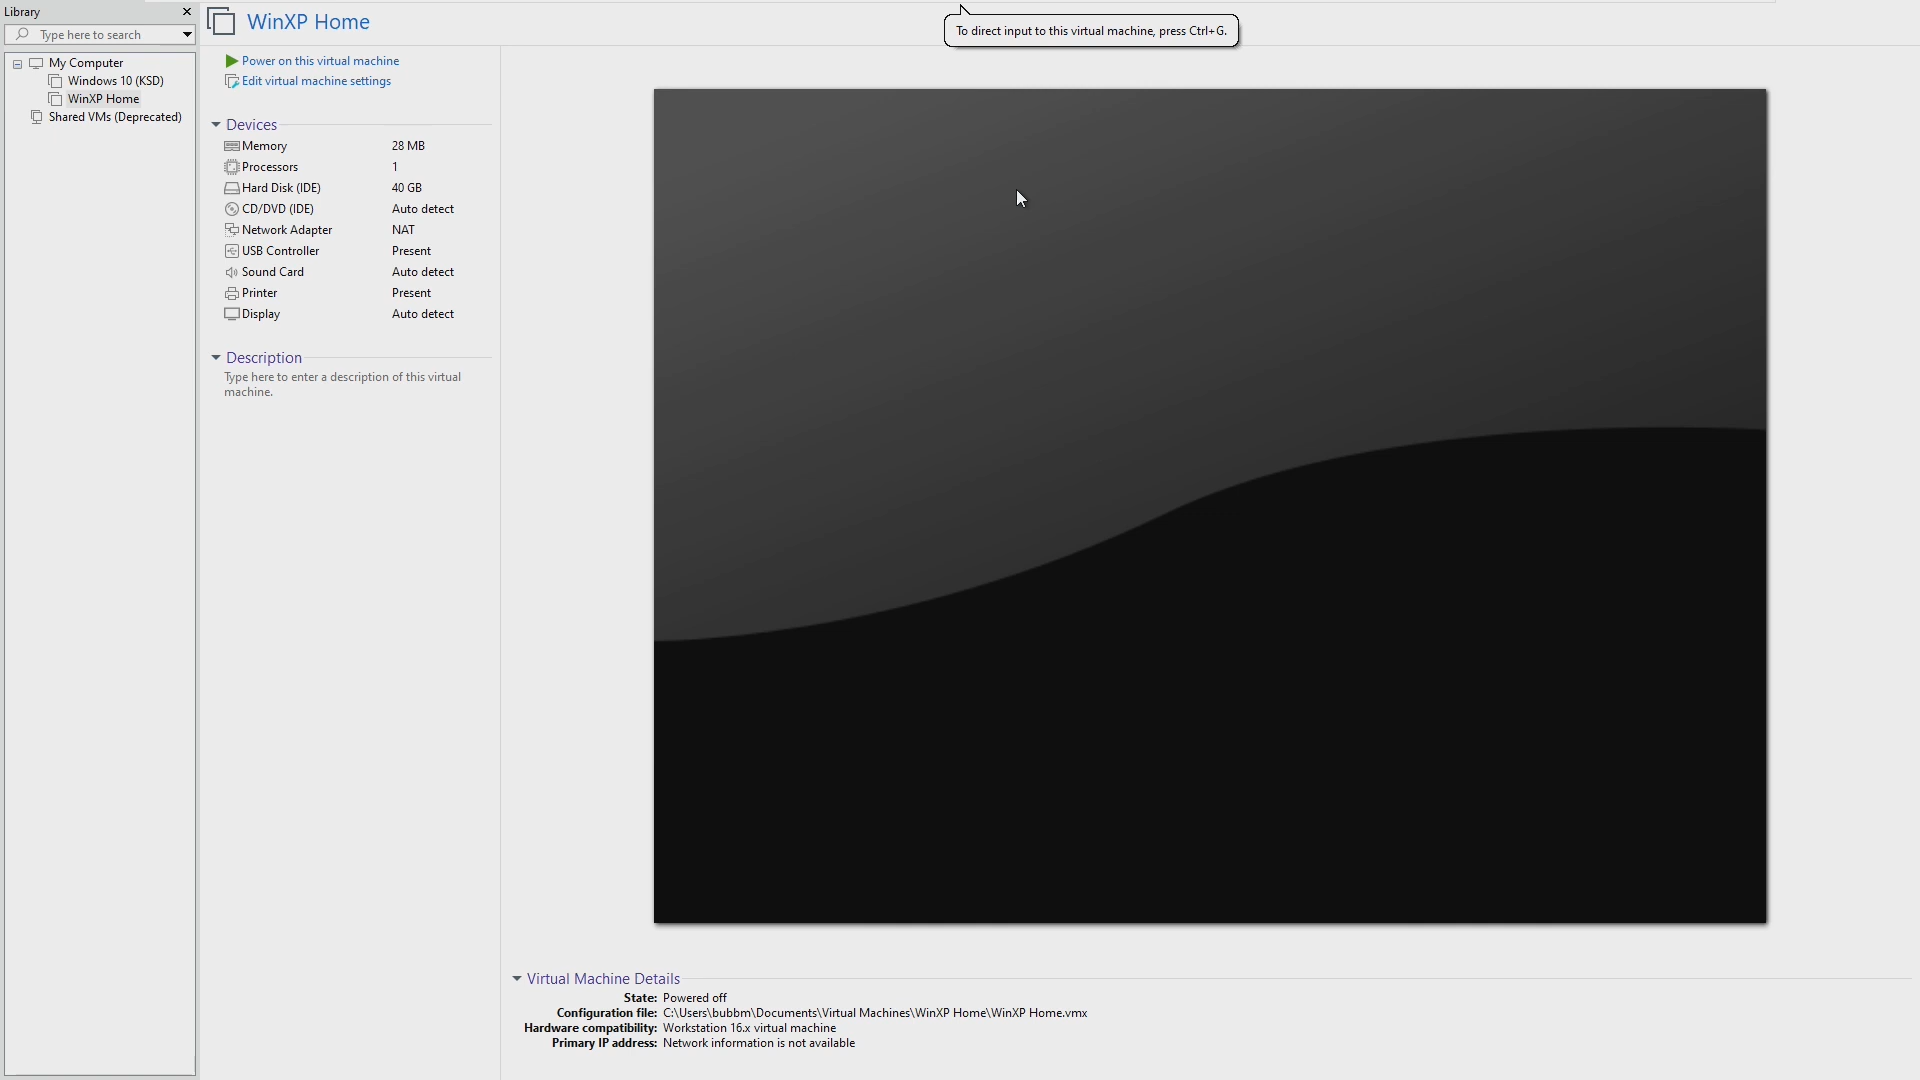 Library
Type here to search
My Computer
Windows 10 (KSD)
WinXP Home
Shared VMs (Deprecated)
WinXP Home
To direct input to this virtual machine, press Ctrl+G.
Power on this virtual machine
Edit virtual machine settings
Devices
Memory 28 MB
Processors 1
Hard Disk (IDE) 40 GB
CD/DVD (IDE) Auto detect
Network Adapter NAT
USB Controller Present
Sound Card Auto detect
Printer Present
Display Auto detect
Description
Type here to enter a description of this virtual
machine.
Virtual Machine Details
State: Powered off
Configuration file: C:\Users\bubbm\Documents\Virtual Machines\WinXP Home\WinXP Home.vmx
Hardware compatibility: Workstation 16.x virtual machine
Primary IP address: Network information is not available